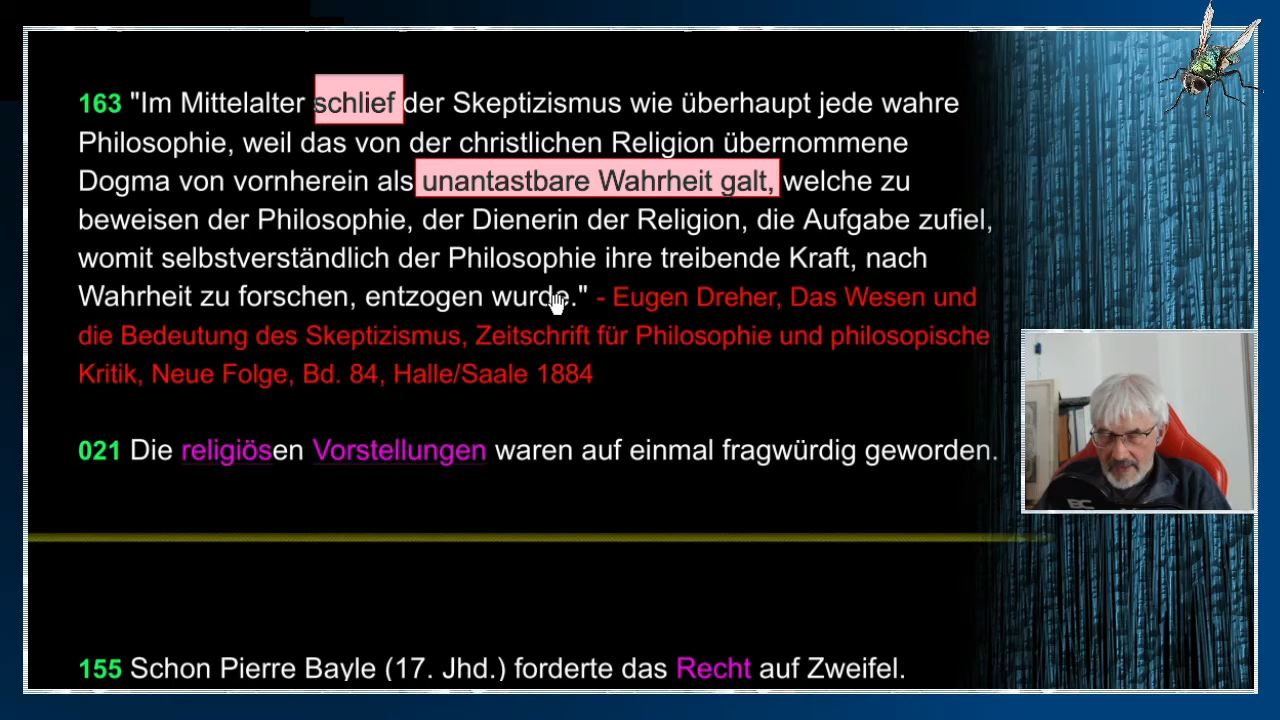 163 "Im Mittelalter schlief der Skeptizismus wie überhaupt jede wahre
Philosophie, weil das von der christlichen Religion übernommene
Dogma von vornherein als unantastbare Wahrheit galt, welche zu
beweisen der Philosophie, der Dienerin der Religion, die Aufgabe zufiel,
womit selbstverständlich der Philosophie ihre treibende Kraft, nach
Wahrheit zu forschen, entzogen wurde." - Eugen Dreher, Das Wesen und
die Bedeutung des Skeptizismus, Zeitschrift für Philosophie und philosopische
Kritik, Neue Folge, Bd. 84, Halle/Saale 1884
021 Die religiösen Vorstellungen waren auf einmal fragwürdig geworden.
155 Schon Pierre Bayle (17. Jhd.) forderte das Recht auf Zweifel.